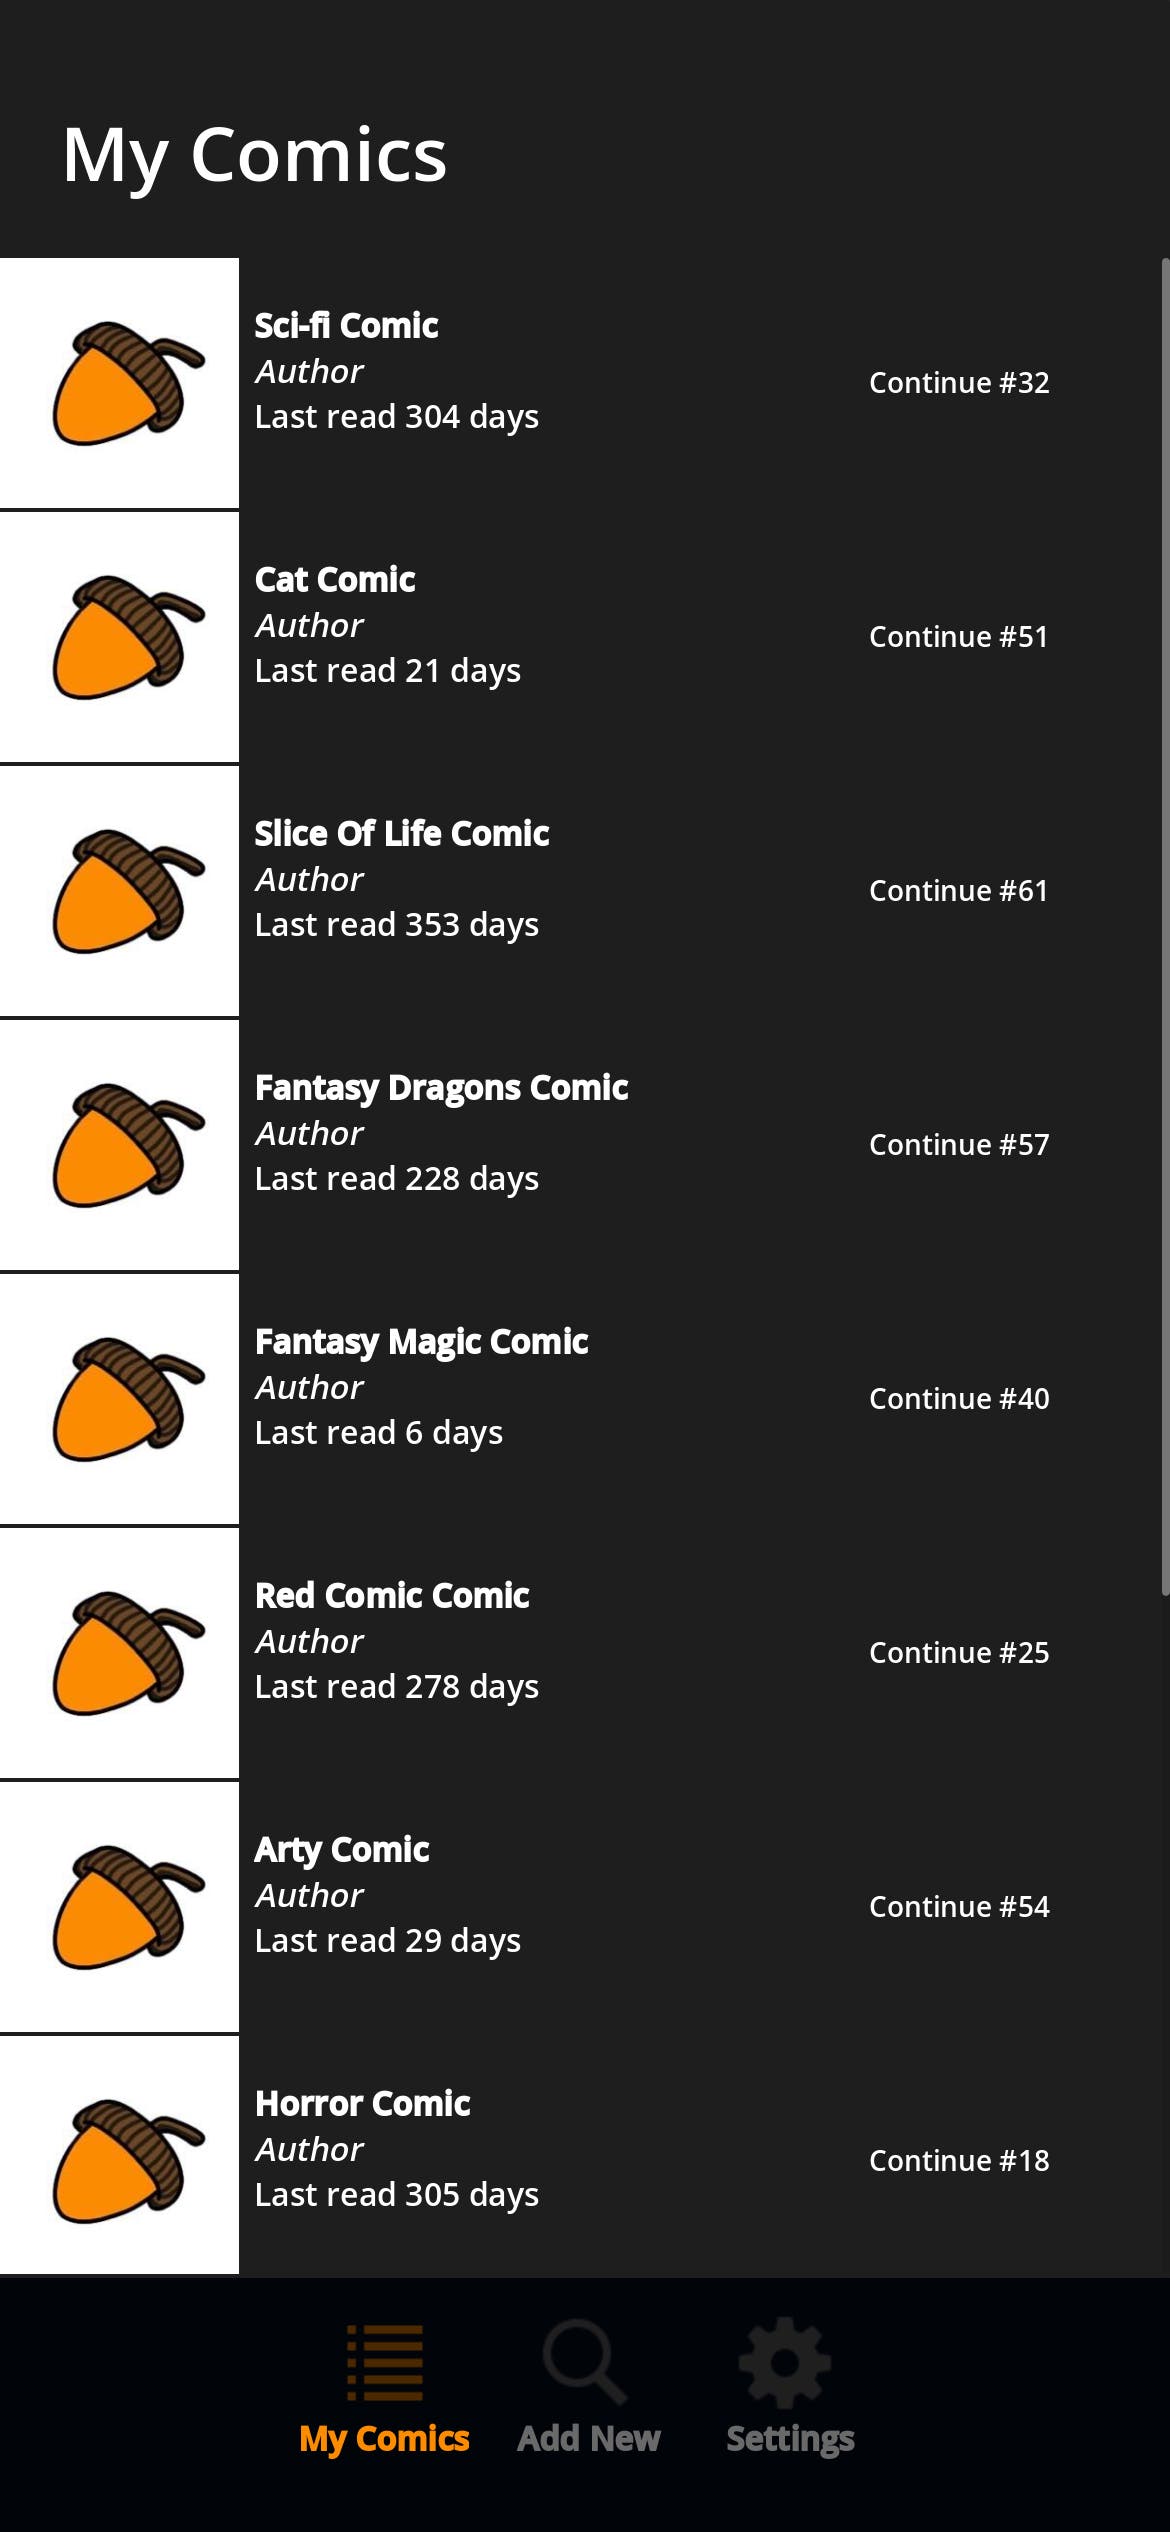 My Comics
Sci-fi Comic
Author
Last read 304 days
Continue #32
Cat Comic
Author
Last read 21 days
Continue #51
Slice Of Life Comic
Author
Last read 353 days
Continue #61
Fantasy Dragons Comic
Author
Last read 228 days
Continue #57
Fantasy Magic Comic
Author
Last read 6 days
Continue #40
Red Comic Comic
Author
Last read 278 days
Continue #25
Arty Comic
Author
Last read 29 days
Continue #54
Horror Comic
Author
Last read 305 days
Continue #18
My Comics
Add New
Settings